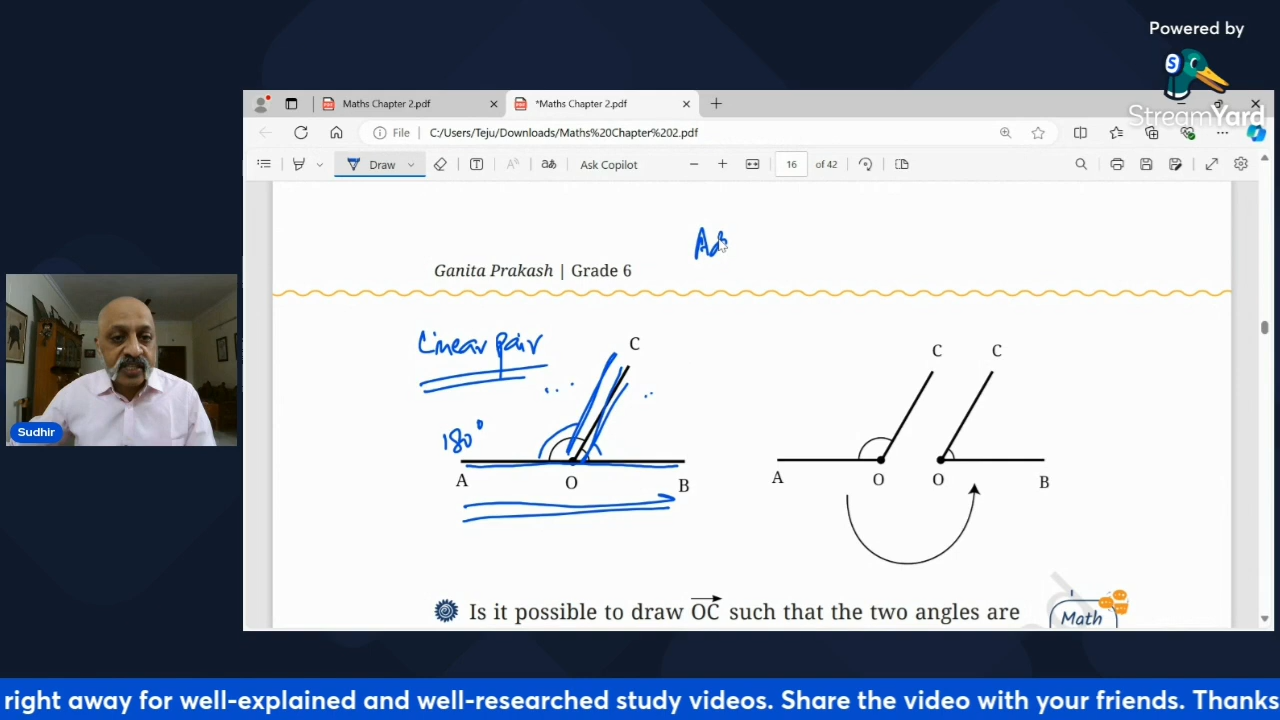 Powered by
S
StreamYard
Maths Chapter 2.pdf
*Maths Chapter 2.pdf
File
C:/Users/Teju/Downloads/Maths%20Chapter%202.pdf
Draw
Ask Copilot
16 of 42
Ganita Prakash | Grade 6
Linear pair
180°
C
A
O
B
C
C
A
O
O
B
Is it possible to draw OC such that the two angles are
Math
Sudhir
right away for well-explained and well-researched study videos. Share the video with your friends. Thanks